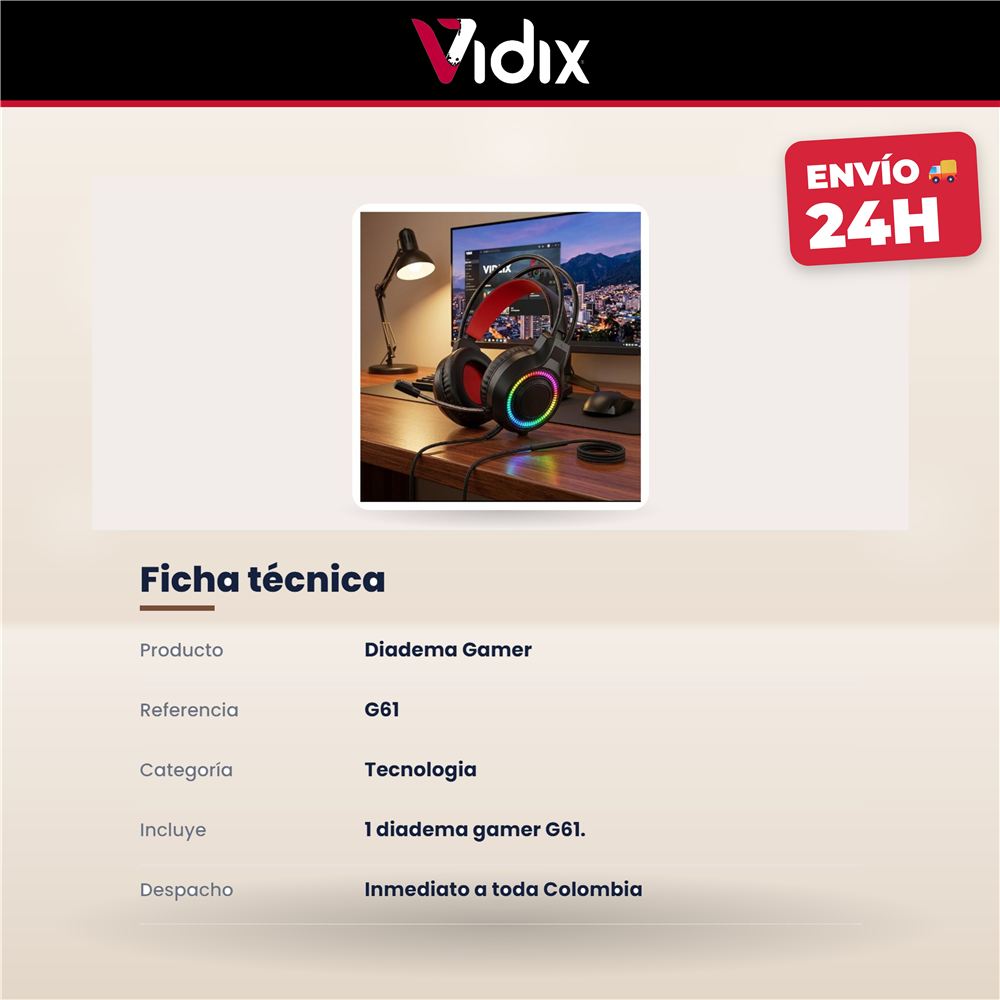 Vidix
ENVÍO
24H
Ficha técnica
Producto Diadema Gamer
Referencia G61
Categoría Tecnologia
Incluye 1 diadema gamer G61.
Despacho Inmediato a toda Colombia